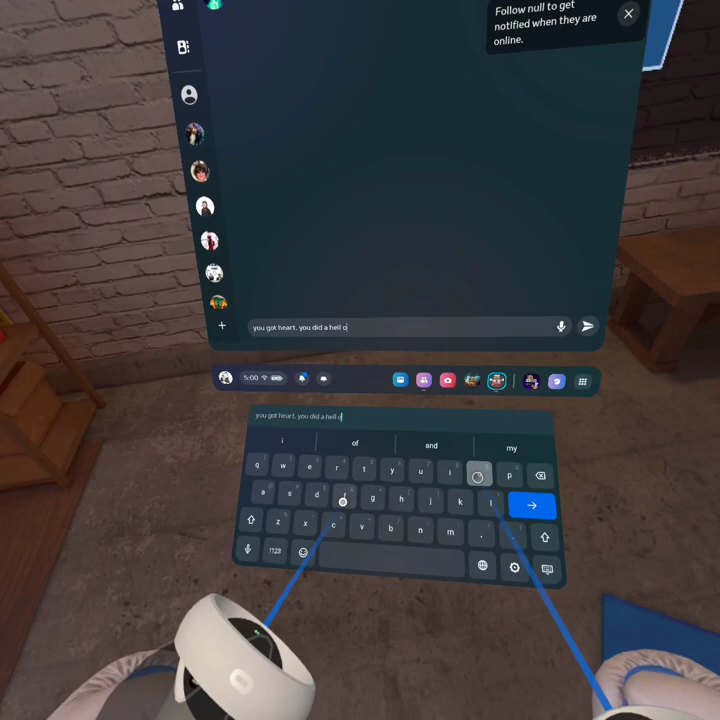 Follow null to get
notified when they are
online.
you got heart. you did a hell o
5:00
you got heart. you did a hell o
i of and my
q w e r t y u i p
a s d f g h j k l
z x c v b n m , .
!123